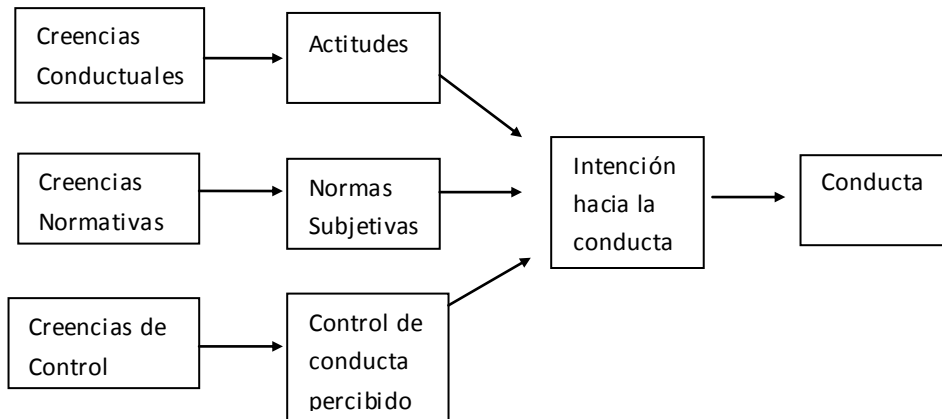 Creencias
Conductuales
Actitudes
Creencias
Normativas
Normas
Subjetivas
Creencias de
Control
Control de
conducta
percibido
Intención
hacia la
conducta
Conducta